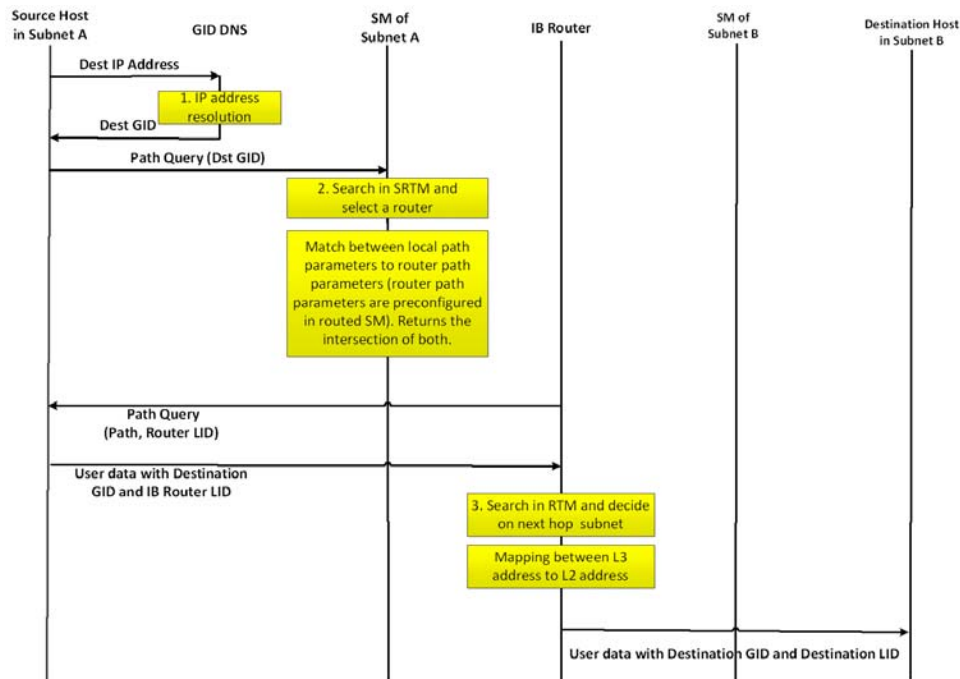 Source Host
in Subnet A
GID DNS
SM of
Subnet A
IB Router
SM of
Subnet B
Destination Host
in Subnet B
Dest IP Address
1. IP address
resolution
Dest GID
Path Query (Dst GID)
2. Search in SRTM and
select a router
Match between local path
parameters to router path
parameters (router path
parameters are preconfigured
in routed SM). Returns the
intersection of both.
Path Query
(Path, Router LID)
User data with Destination
GID and IB Router LID
3. Search in RTM and decide
on next hop subnet
Mapping between L3
address to L2 address
User data with Destination GID and Destination LID